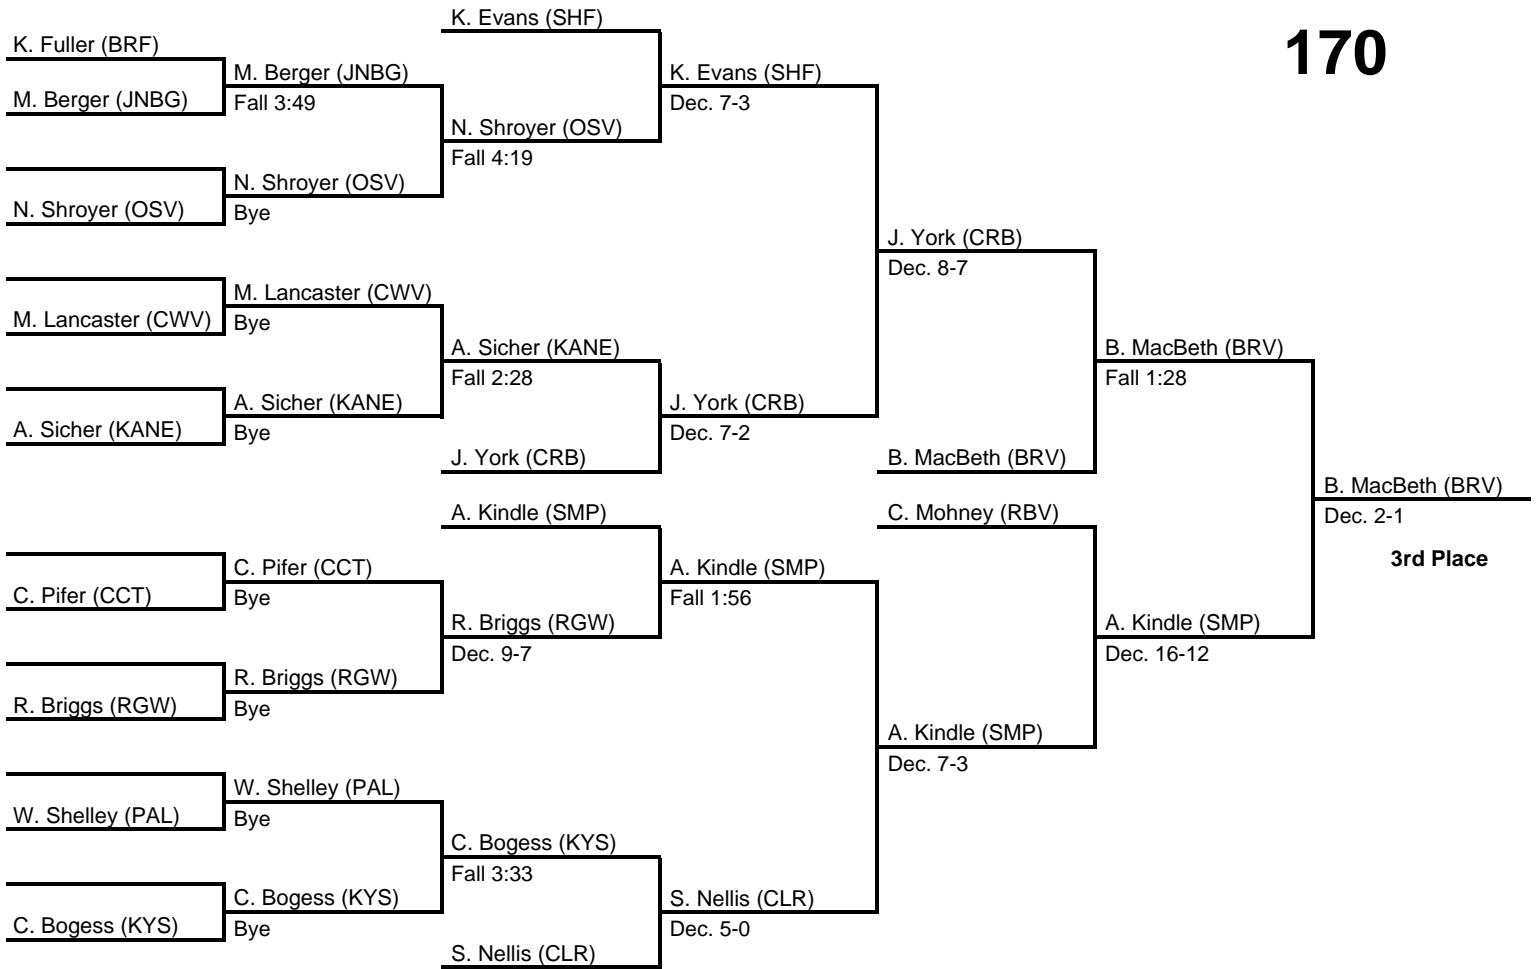 170
K. Fuller (BRF)
M. Berger (JNBG)
N. Shroyer (OSV)
M. Lancaster (CWV)
A. Sicher (KANE)
C. Pifer (CCT)
R. Briggs (RGW)
W. Shelley (PAL)
C. Bogess (KYS)
M. Berger (JNBG)
Fall 3:49
N. Shroyer (OSV)
Bye
M. Lancaster (CWV)
Bye
A. Sicher (KANE)
Bye
C. Pifer (CCT)
Bye
R. Briggs (RGW)
Bye
W. Shelley (PAL)
Bye
C. Bogess (KYS)
Bye
K. Evans (SHF)
N. Shroyer (OSV)
Fall 4:19
A. Sicher (KANE)
Fall 2:28
J. York (CRB)
A. Kindle (SMP)
R. Briggs (RGW)
Dec. 9-7
C. Bogess (KYS)
Fall 3:33
S. Nellis (CLR)
K. Evans (SHF)
Dec. 7-3
J. York (CRB)
Dec. 7-2
A. Kindle (SMP)
Fall 1:56
S. Nellis (CLR)
Dec. 5-0
J. York (CRB)
Dec. 8-7
B. MacBeth (BRV)
C. Mohney (RBV)
A. Kindle (SMP)
Dec. 7-3
B. MacBeth (BRV)
Fall 1:28
A. Kindle (SMP)
Dec. 16-12
B. MacBeth (BRV)
Dec. 2-1
3rd Place